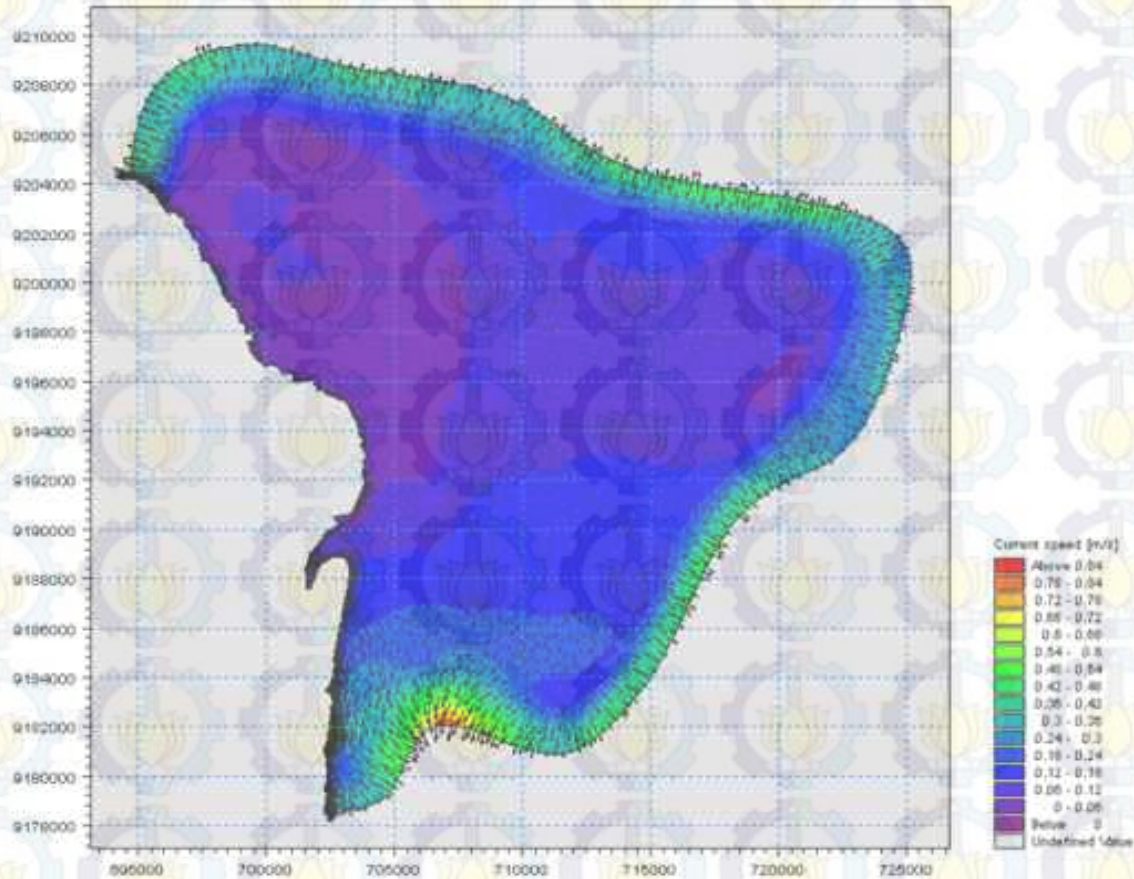 9210000
9208000
9206000
9204000
9202000
9200000
9198000
9196000
9194000
9192000
9190000
9188000
9186000
9184000
9182000
9180000
9178000
695000 700000 705000 710000 715000 720000 725000
Current speed [m/s]
Above 0.84
0.78 - 0.84
0.72 - 0.78
0.66 - 0.72
0.6 - 0.66
0.54 - 0.6
0.48 - 0.54
0.42 - 0.48
0.36 - 0.42
0.3 - 0.36
0.24 - 0.3
0.18 - 0.24
0.12 - 0.18
0.06 - 0.12
0 - 0.06
Below 0
Undefined Value